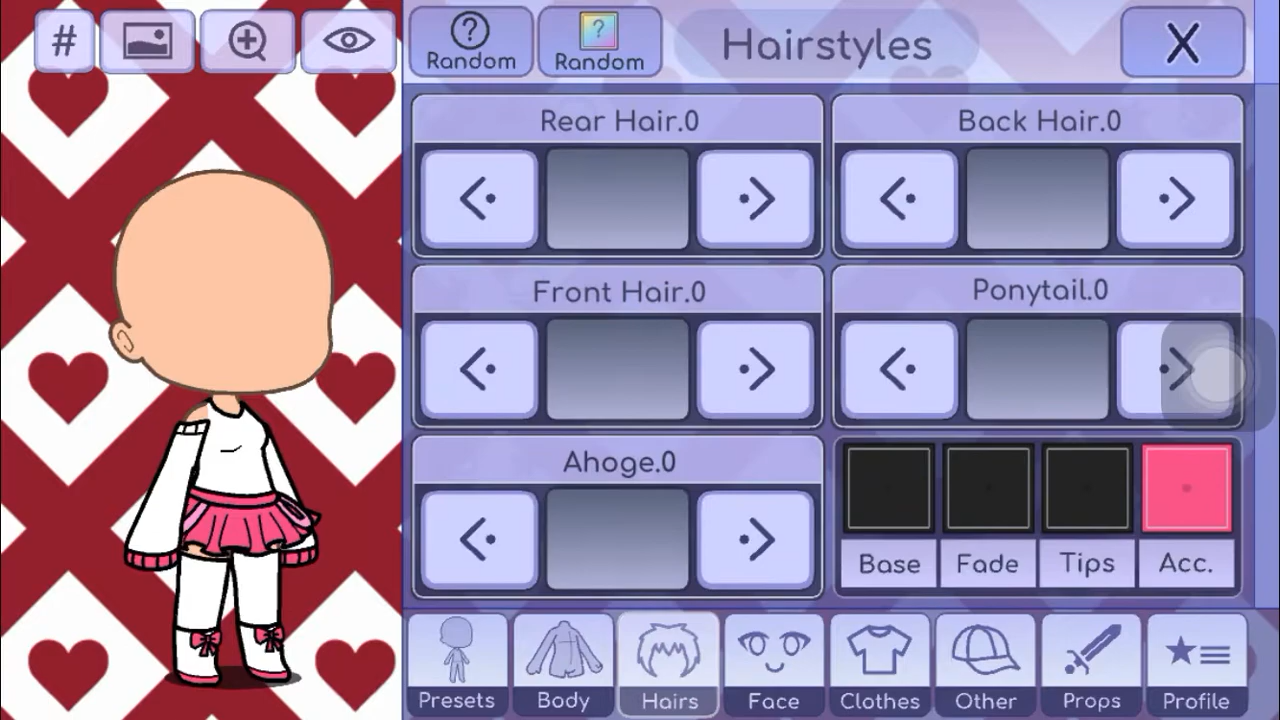 #
Random
Random
Hairstyles
X
Rear Hair.0
Back Hair.0
Front Hair.0
Ponytail.0
Ahoge.0
Base
Fade
Tips
Acc.
Presets
Body
Hairs
Face
Clothes
Other
Props
Profile